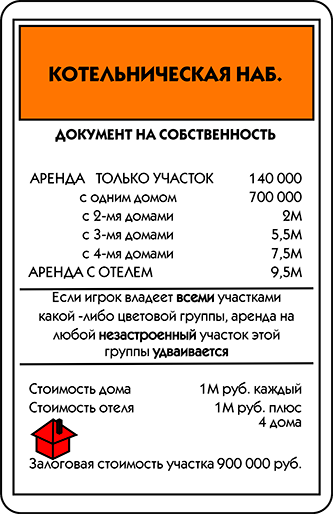 КОТЕЛЬНИЧЕСКАЯ НАБ.
ДОКУМЕНТ НА СОБСТВЕННОСТЬ
АРЕНДА ТОЛЬКО УЧАСТОК 140 000
с одним домом 700 000
с 2-мя домами 2М
с 3-мя домами 5,5М
с 4-мя домами 7,5М
АРЕНДА С ОТЕЛЕМ 9,5М
Если игрок владеет всеми участками
какой -либо цветовой группы, аренда на
любой незастроенный участок этой
группы удваивается
Стоимость дома 1М руб. каждый
Стоимость отеля 1М руб. плюс
4 дома
Залоговая стоимость участка 900 000 руб.